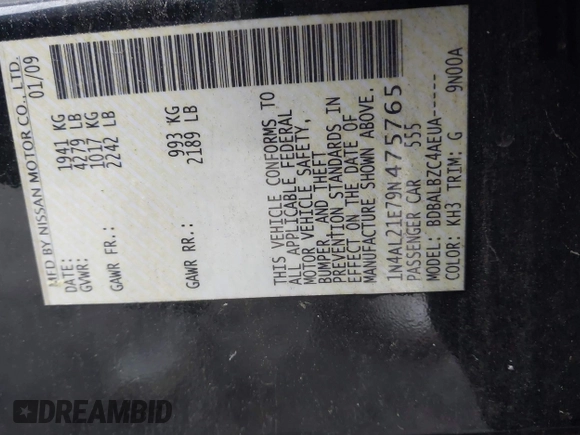 MFD BY NISSAN MOTOR CO., LTD.
DATE: 01/09
GVWR: 1941 KG
4279 LB
GAWR FR.: 1017 KG
2242 LB
GAWR RR.: 993 KG
2189 LB
THIS VEHICLE CONFORMS TO
ALL APPLICABLE FEDERAL
MOTOR VEHICLE SAFETY,
BUMPER, AND THEFT
PREVENTION STANDARDS IN
EFFECT ON THE DATE OF
MANUFACTURE SHOWN ABOVE.
1N4AL21E79N475765
PASSENGER CAR 555
MODEL: BDBALBZC4AEUA-----
COLOR: KH3 TRIM: G 9N00A
DREAMBID